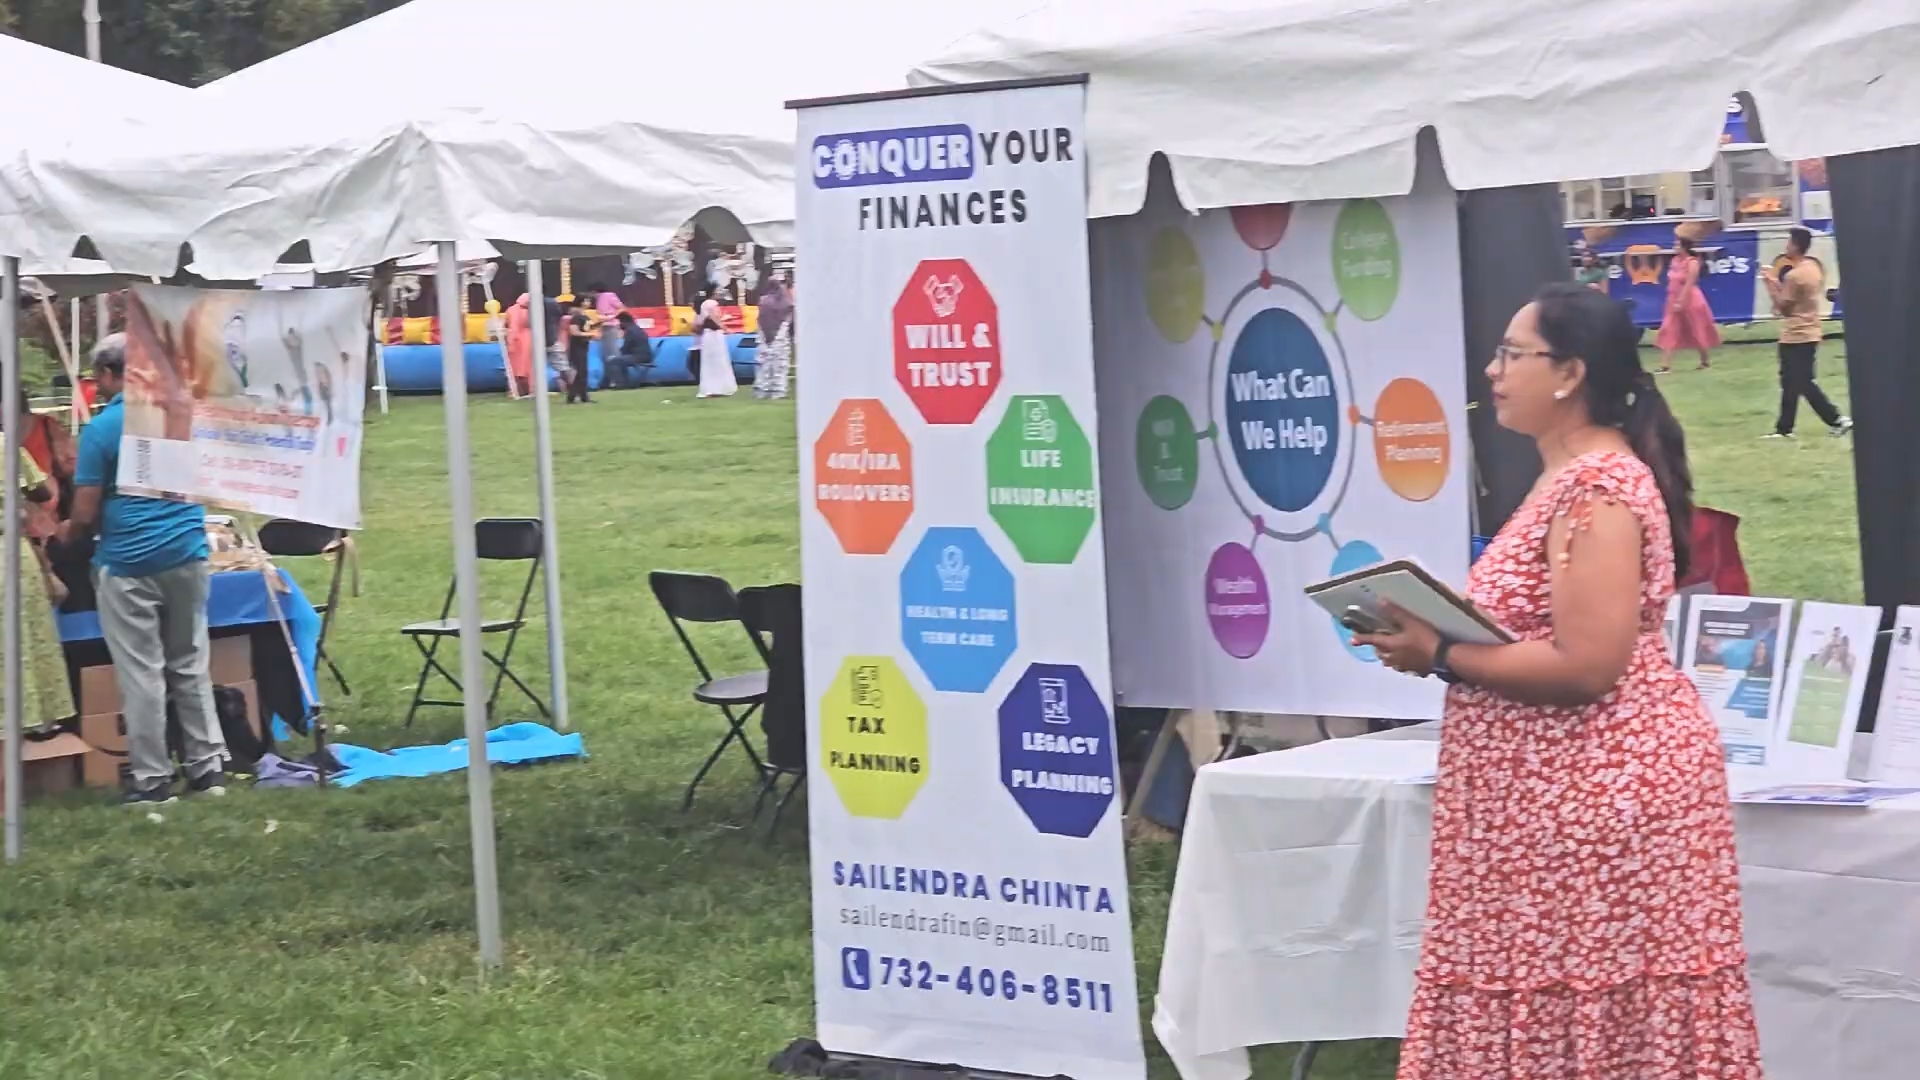 CONQUER YOUR
FINANCES
WILL &
TRUST
401K/IRA
ROLLOVERS
LIFE
INSURANCE
HEALTH & LONG
TERM CARE
TAX
PLANNING
LEGACY
PLANNING
SAILENDRA CHINTA
sailendrafin@gmail.com
732-406-8511
College
Funding
What Can
We Help
Will
&
Trust
Retirement
Planning
Wealth
Management
ne's